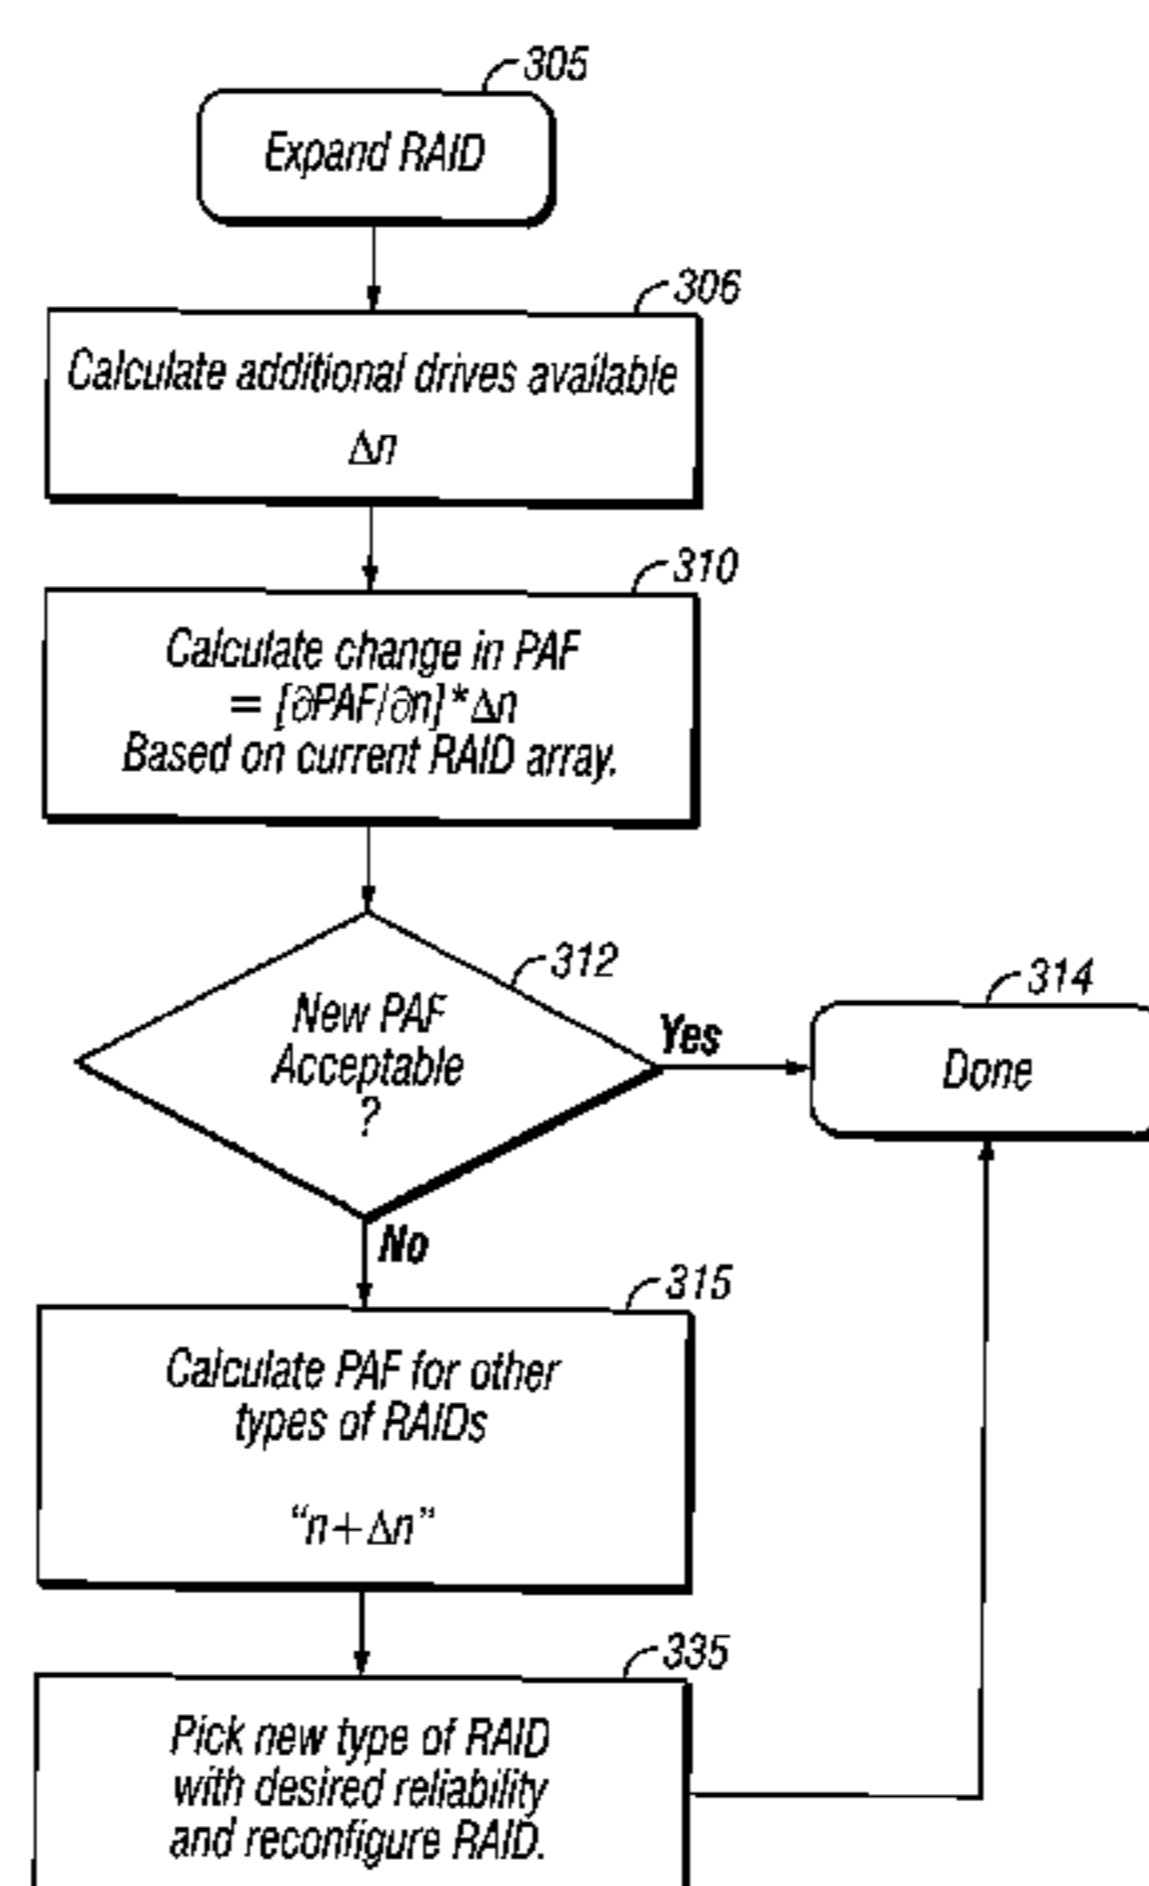 305
Expand RAID
306
Calculate additional drives available
Δn
310
Calculate change in PAF
= [∂PAF/∂n]*Δn
Based on current RAID array.
312
New PAF
Acceptable
?
Yes
314
Done
No
315
Calculate PAF for other
types of RAIDs
“n+Δn”
335
Pick new type of RAID
with desired reliability
and reconfigure RAID.